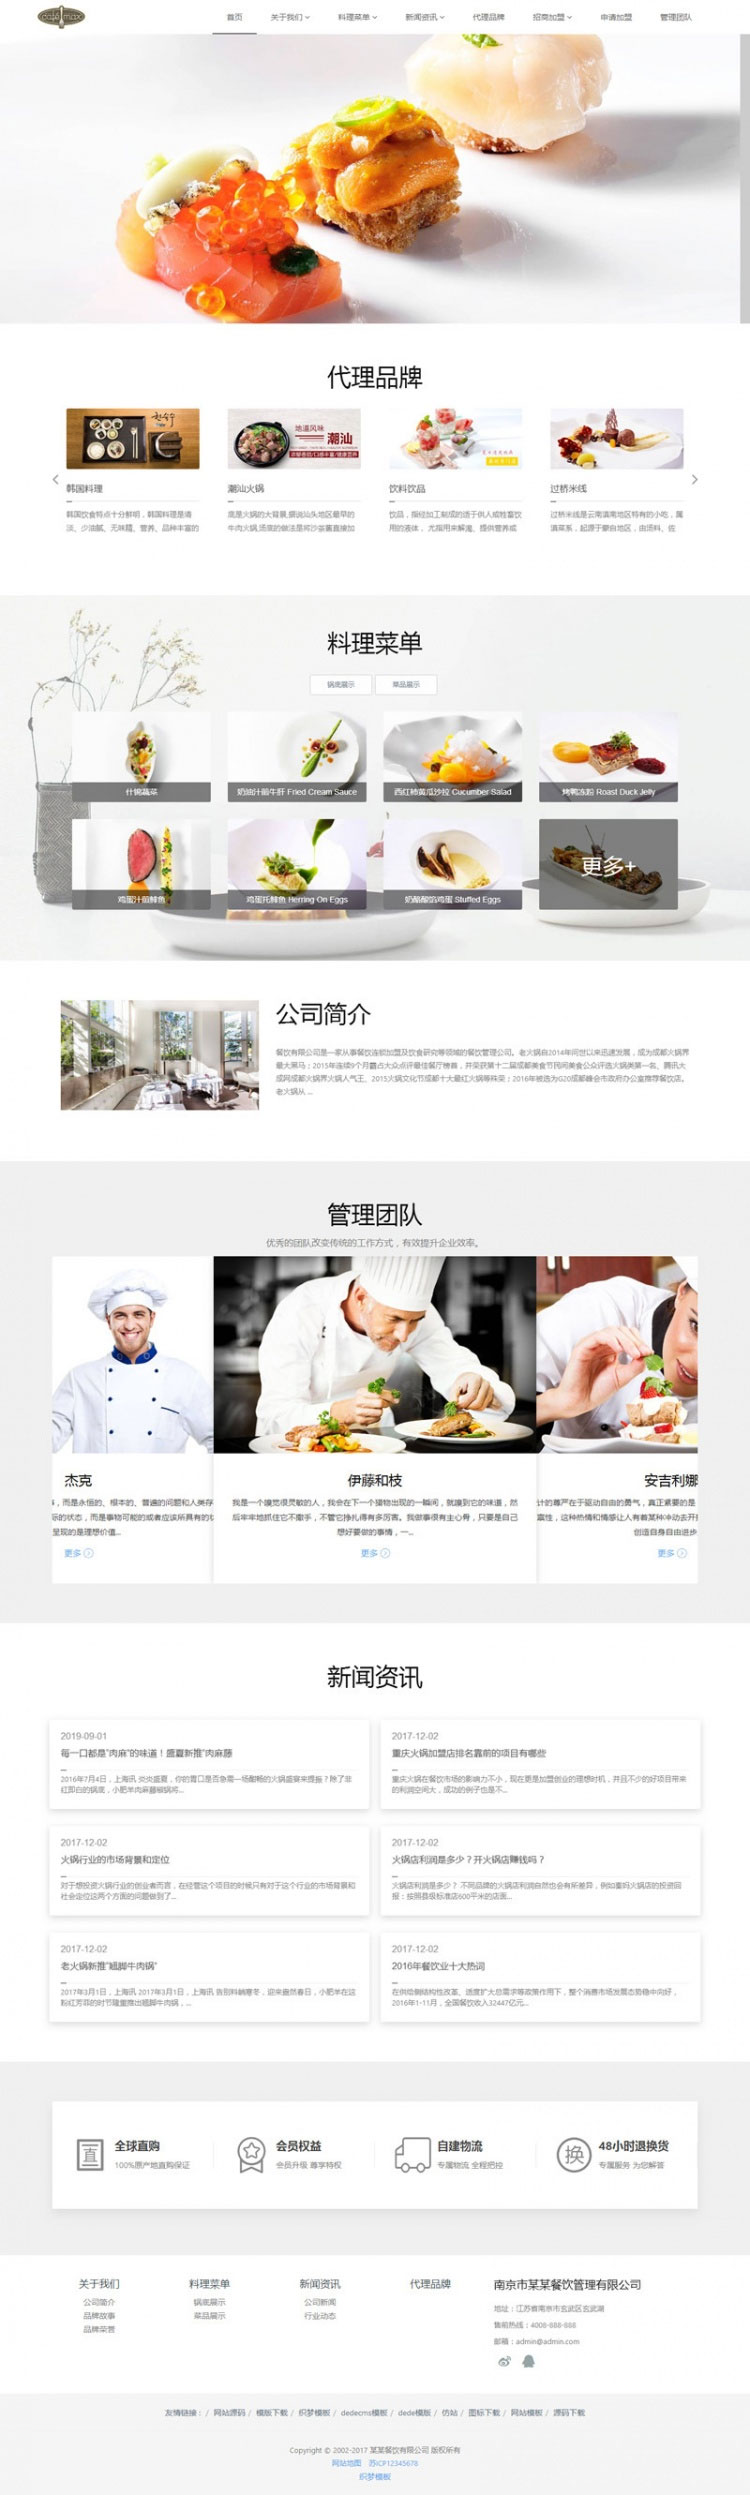 首页 关于我们 料理菜单 新闻资讯 代理品牌 招商加盟 申请加盟 管理团队
代理品牌
地道风味 潮汕
韩国料理
韩国饮食特点十分鲜明，韩国料理是清
淡、少油腻、无味精、营养、品种丰富的
潮汕火锅
底是火锅的大背景,据说汕头地区最早的
牛肉火锅,汤底的做法是将沙茶酱直接加
饮料饮品
饮品，指经加工制成的适于供人或牲畜饮
用的液体，尤指用来解渴、提供营养或
过桥米线
过桥米线是云南滇南地区特有的小吃，属
滇菜系，起源于蒙自地区，由汤料、佐
料理菜单
锅底展示 菜品展示
什锦蔬菜
奶油汁煎牛肝 Fried Cream Sauce
西红柿黄瓜沙拉 Cucumber Salad
烤鸭冻粉 Roast Duck Jelly
鸡蛋汁煎鲱鱼
鸡蛋托鲱鱼 Herring On Eggs
奶酪酿馅鸡蛋 Stuffed Eggs
更多+
公司简介
餐饮有限公司是一家从事餐饮连锁加盟及饮食研究等领域的餐饮管理公司。老火锅自2014年问世以来迅速发展，成为成都火锅界
最大黑马；2015年连续9个月霸占大众点评最佳餐厅榜首，并荣获第十二届成都美食节民间美食公众评选火锅类第一名、腾讯大
成网成都火锅界火锅人气王、2015火锅文化节成都十大最红火锅等殊荣；2016年被选为G20成都峰会市政府办公室推荐餐饮店。
老火锅从 ...
管理团队
优秀的团队改变传统的工作方式，有效提升企业效率。
杰克
，而是永恒的、根本的、普遍的问题和人类存
际的状态，而是事物可能的或者应该所具有的状
呈现的是理想价值...
更多
伊藤和枝
我是一个嗅觉很灵敏的人，我会在下一个猎物出现的一瞬间，就嗅到它的味道，然
后牢牢地抓住它不撒手，不管它挣扎得有多厉害。我做事很有主心骨，只要是自己
想好要做的事情，一...
更多
安吉利娜
计的尊严在于驱动自由的勇气，真正紧要的是
富性，这种热情和情感让人有着某种冲动去开
创造自身自由进步
更多
新闻资讯
2019-09-01
每一口都是"肉麻"的味道！盛夏新推"肉麻藤
2016年7月4日，上海讯 炎炎盛夏，你的胃口是否急需一场酣畅的火锅盛宴来提振？除了非
红即白的锅底，小肥羊肉麻藤椒锅将...
2017-12-02
重庆火锅加盟店排名靠前的项目有哪些
重庆火锅在餐饮市场的影响力不小，现在更是加盟创业的理想时机，并且不少的好项目带来
的利润空间大，成功的例子也是不...
2017-12-02
火锅行业的市场背景和定位
对于想投资火锅行业的创业者而言，在经营这个项目的时候只有对于这个行业的市场背景和
社会定位这两个方面的问题做到了...
2017-12-02
火锅店利润是多少？开火锅店赚钱吗？
火锅店利润是多少？ 不同品牌的火锅店利润自然也会有所差异，例如董妈火锅店的投资回
报：按照县级标准店600平米的店面...
2017-12-02
老火锅新推"翘脚牛肉锅"
2017年3月1日，上海讯 2017年3月1日，上海讯 告别料峭寒冬，迎来盎然春日，小肥羊在这
粉红芳菲的时节隆重推出翘脚牛肉锅，...
2017-12-02
2016年餐饮业十大热词
在供给侧结构性改革、适度扩大总需求等政策作用下，整个消费市场发展态势稳中向好，
2016年1-11月，全国餐饮收入32447亿元...
直 全球直购
100%原产地直购保证
会员权益
会员升级 尊享特权
自建物流
专属物流 全程把控
换 48小时退换货
专属服务 为您解答
关于我们
公司简介
品牌故事
品牌荣誉
料理菜单
锅底展示
菜品展示
新闻资讯
公司新闻
行业动态
代理品牌
南京市某某餐饮管理有限公司
地址：江苏省南京市玄武区玄武湖
售前热线：4008-888-888
邮箱：admin@admin.com
友情链接： / 网站源码 / 模版下载 / 织梦模板 / dedecms模板 / dede模版 / 仿站 / 图标下载 / 网站模板 / 源码下载
Copyright © 2002-2017 某某餐饮有限公司 版权所有
网站地图 苏ICP12345678
织梦模板